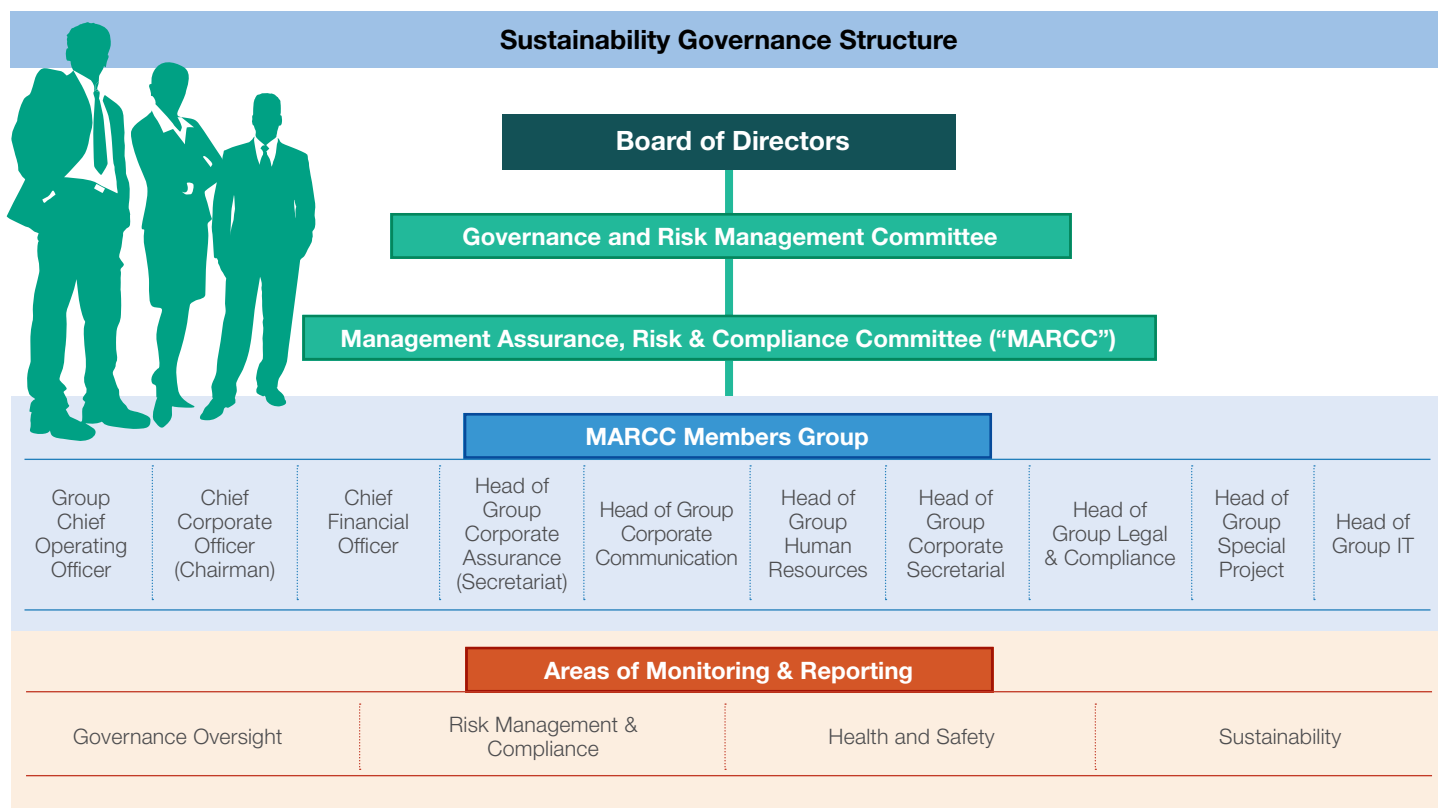 Sustainability Governance Structure
Board of Directors
Governance and Risk Management Committee
Management Assurance, Risk & Compliance Committee (“MARCC”)
MARCC Members Group
Group
Chief
Operating
Officer
Chief
Corporate
Officer
(Chairman)
Chief
Financial
Officer
Head of
Group
Corporate
Assurance
(Secretariat)
Head of Group
Corporate
Communication
Head of
Group
Human
Resources
Head of
Group
Corporate
Secretarial
Head of
Group Legal
& Compliance
Head of
Group
Special
Project
Head of
Group IT
Areas of Monitoring & Reporting
Governance Oversight
Risk Management &
Compliance
Health and Safety
Sustainability